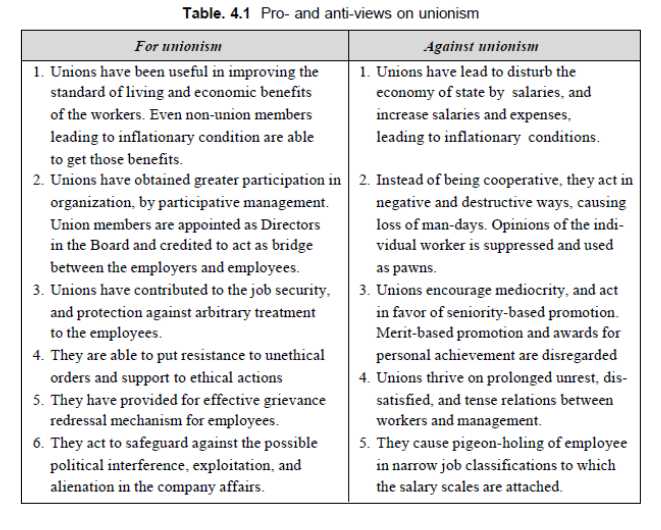 Table. 4.1 Pro- and anti-views on unionism
For unionism
1. Unions have been useful in improving the
standard of living and economic benefits
of the workers. Even non-union members
leading to inflationary condition are able
to get those benefits.
2. Unions have obtained greater participation in
organization, by participative management.
Union members are appointed as Directors
in the Board and credited to act as bridge
between the employers and employees.
3. Unions have contributed to the job security,
and protection against arbitrary treatment
to the employees.
4. They are able to put resistance to unethical
orders and support to ethical actions
5. They have provided for effective grievance
redressal mechanism for employees.
6. They act to safeguard against the possible
political interference, exploitation, and
alienation in the company affairs.
Against unionism
1. Unions have lead to disturb the
economy of state by salaries, and
increase salaries and expenses,
leading to inflationary conditions.
2. Instead of being cooperative, they act in
negative and destructive ways, causing
loss of man-days. Opinions of the indi-
vidual worker is suppressed and used
as pawns.
3. Unions encourage mediocrity, and act
in favor of seniority-based promotion.
Merit-based promotion and awards for
personal achievement are disregarded
4. Unions thrive on prolonged unrest, dis-
satisfied, and tense relations between
workers and management.
5. They cause pigeon-holing of employee
in narrow job classifications to which
the salary scales are attached.